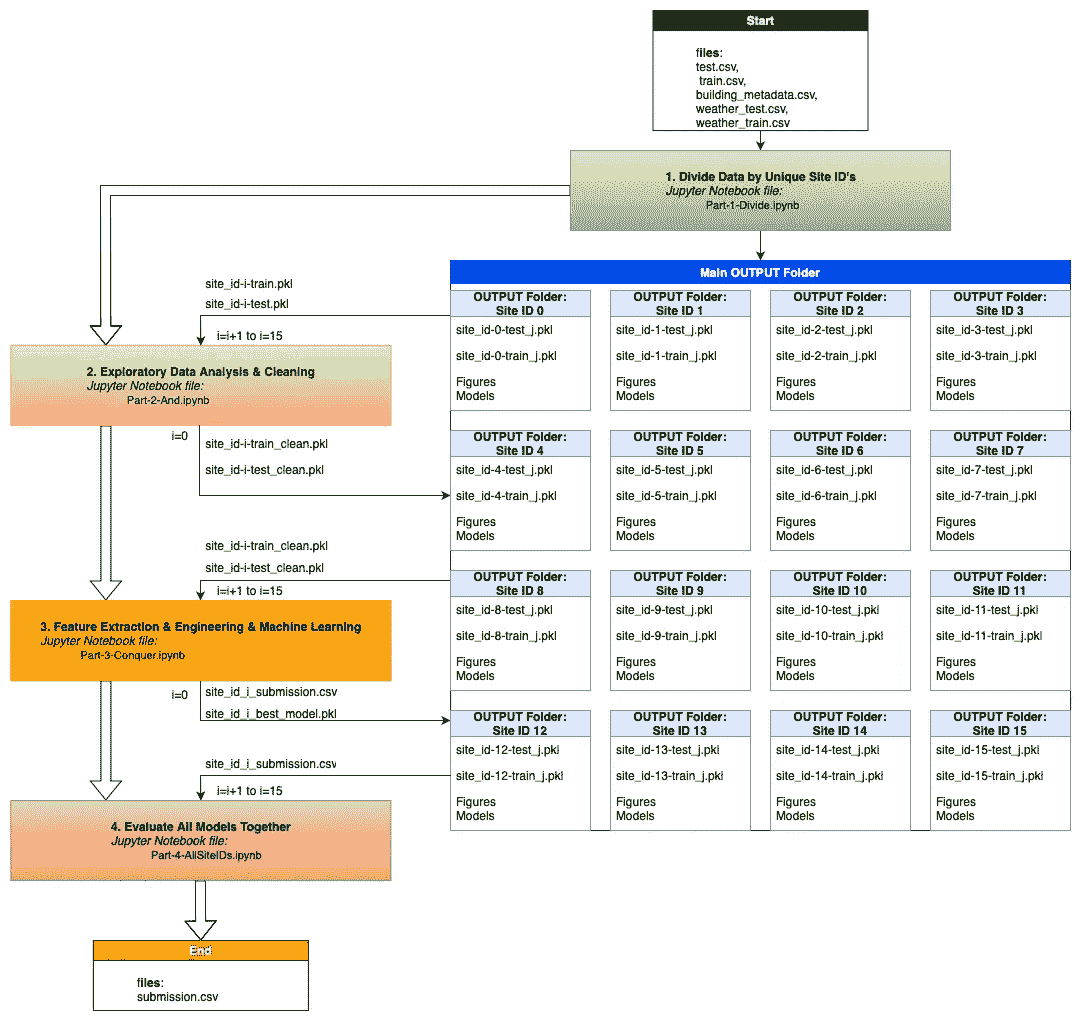 Start
files:
test.csv,
train.csv,
building_metadata.csv,
weather_test.csv,
weather_train.csv
1. Divide Data by Unique Site ID's
Jupyter Notebook file:
Part-1-Divide.ipynb
Main OUTPUT Folder
site_id-i-train.pkl
site_id-i-test.pkl
i=i+1 to i=15
OUTPUT Folder:
Site ID 0
site_id-0-test_j.pkl
site_id-0-train_j.pkl
Figures
Models
OUTPUT Folder:
Site ID 1
site_id-1-test_j.pkl
site_id-1-train_j.pkl
Figures
Models
OUTPUT Folder:
Site ID 2
site_id-2-test_j.pkl
site_id-2-train_j.pkl
Figures
Models
OUTPUT Folder:
Site ID 3
site_id-3-test_j.pkl
site_id-3-train_j.pkl
Figures
Models
2. Exploratory Data Analysis & Cleaning
Jupyter Notebook file:
Part-2-And.ipynb
i=0
site_id-i-train_clean.pkl
site_id-i-test_clean.pkl
OUTPUT Folder:
Site ID 4
site_id-4-test_j.pkl
site_id-4-train_j.pkl
Figures
Models
OUTPUT Folder:
Site ID 5
site_id-5-test_j.pkl
site_id-5-train_j.pkl
Figures
Models
OUTPUT Folder:
Site ID 6
site_id-6-test_j.pkl
site_id-6-train_j.pkl
Figures
Models
OUTPUT Folder:
Site ID 7
site_id-7-test_j.pkl
site_id-7-train_j.pkl
Figures
Models
site_id-i-train_clean.pkl
site_id-i-test_clean.pkl
i=i+1 to i=15
OUTPUT Folder:
Site ID 8
site_id-8-test_j.pkl
site_id-8-train_j.pkl
Figures
Models
OUTPUT Folder:
Site ID 9
site_id-9-test_j.pkl
site_id-9-train_j.pkl
Figures
Models
OUTPUT Folder:
Site ID 10
site_id-10-test_j.pkl
site_id-10-train_j.pkl
Figures
Models
OUTPUT Folder:
Site ID 11
site_id-11-test_j.pkl
site_id-11-train_j.pkl
Figures
Models
3. Feature Extraction & Engineering & Machine Learning
Jupyter Notebook file:
Part-3-Conquer.ipynb
i=0
site_id_i_submission.csv
site_id_i_best_model.pkl
OUTPUT Folder:
Site ID 12
site_id-12-test_j.pkl
site_id-12-train_j.pkl
Figures
Models
OUTPUT Folder:
Site ID 13
site_id-13-test_j.pkl
site_id-13-train_j.pkl
Figures
Models
OUTPUT Folder:
Site ID 14
site_id-14-test_j.pkl
site_id-14-train_j.pkl
Figures
Models
OUTPUT Folder:
Site ID 15
site_id-15-test_j.pkl
site_id-15-train_j.pkl
Figures
Models
site_id_i_submission.csv
i=i+1 to i=15
4. Evaluate All Models Together
Jupyter Notebook file:
Part-4-AllSiteIDs.ipynb
End
files:
submission.csv